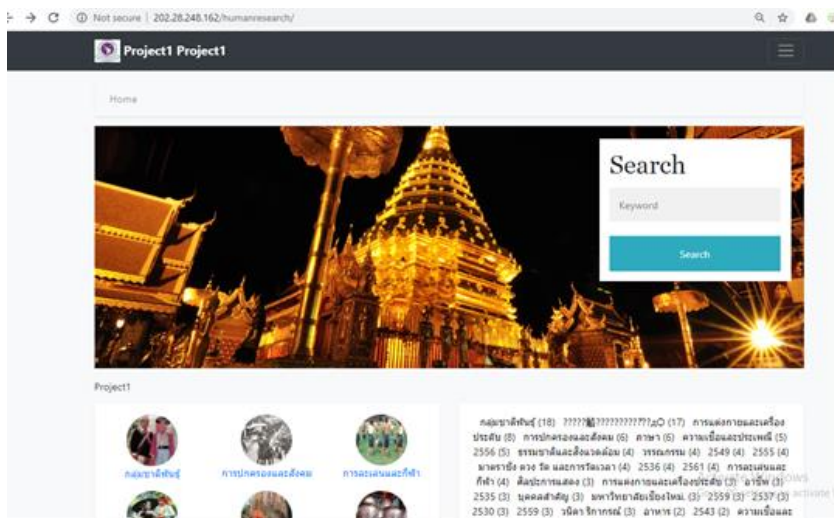 Not secure | 202.28.248.162/humanresearch/
Project1 Project1
Home
Search
Keyword
Search
Project1
กลุ่มชาติพันธุ์
การปกครองและสังคม
การละเล่นและกีฬา
กลุ่มชาติพันธุ์ (18) (17) การแต่งกายและเครื่อง
ประดับ (8) การปกครองและสังคม (6) ภาษา (6) ความเชื่อและประเพณี (5)
2556 (5) ธรรมชาติและสิ่งแวดล้อม (4) วรรณกรรม (4) 2549 (4) 2555 (4)
มาตราชั่ง ตวง วัด และการวัดเวลา (4) 2536 (4) 2561 (4) การละเล่นและ
กีฬา (4) ศิลปะการแสดง (3) การแต่งกายและเครื่องประดับ (3) อาชีพ (3)
2535 (3) บุคคลสำคัญ (3) มหาวิทยาลัยเชียงใหม่. (3) 2559 (3) 2537 (3)
2530 (3) 2559 (3) วนิดา (3) อาหาร (2) 2543 (2) ความเชื่อและ